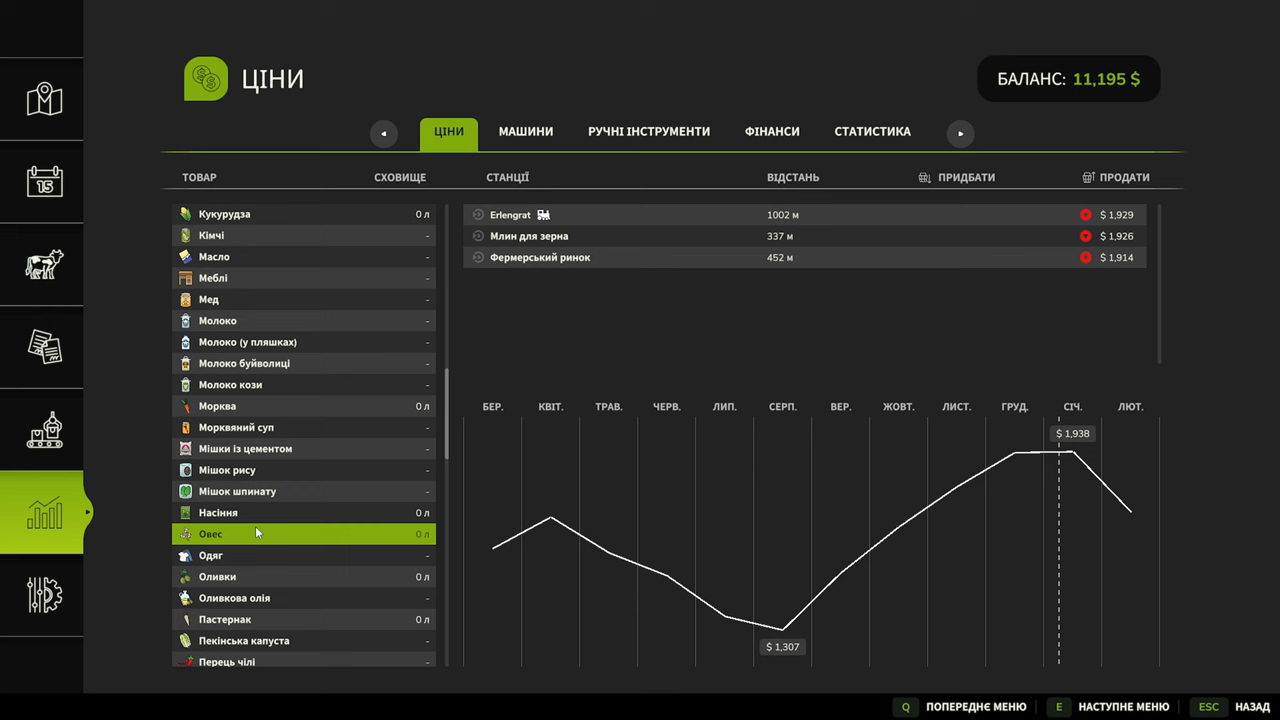 ЦІНИ
БАЛАНС: 11,195 $
ЦІНИ МАШИНИ РУЧНІ ІНСТРУМЕНТИ ФІНАНСИ СТАТИСТИКА
15
ТОВАР СХОВИЩЕ СТАНЦІЇ ВІДСТАНЬ ПРИДБАТИ ПРОДАТИ
Кукурудза 0 л
Кімчі -
Масло -
Меблі -
Мед -
Молоко -
Молоко (у пляшках) -
Молоко буйволиці -
Молоко кози -
Морква 0 л
Морквяний суп -
Мішки із цементом -
Мішок рису -
Мішок шпинату -
Насіння 0 л
Овес 0 л
Одяг -
Оливки 0 л
Оливкова олія -
Пастернак 0 л
Пекінська капуста -
Перець чілі -
Erlengrat 1002 м $ 1,929
Млин для зерна 337 м $ 1,926
Фермерський ринок 452 м $ 1,914
БЕР. КВІТ. ТРАВ. ЧЕРВ. ЛИП. СЕРП. ВЕР. ЖОВТ. ЛИСТ. ГРУД. СІЧ. ЛЮТ.
$ 1,938
$ 1,307
Q ПОПЕРЕДНЄ МЕНЮ E НАСТУПНЕ МЕНЮ ESC НАЗАД